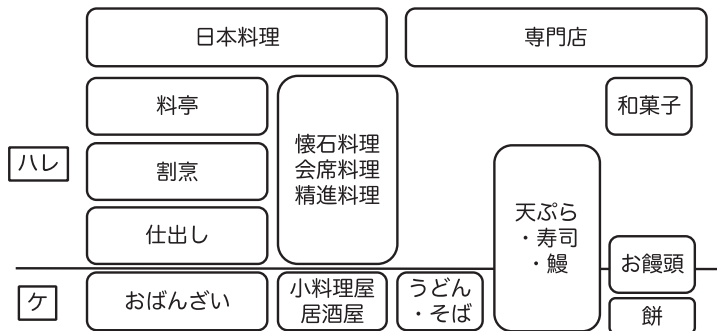 日本料理
専門店
料亭
懐石料理
会席料理
精進料理
和菓子
ハレ
割烹
天ぷら
・寿司
・鰻
仕出し
お饅頭
ケ
おばんざい
小料理屋
居酒屋
うどん
・そば
餅